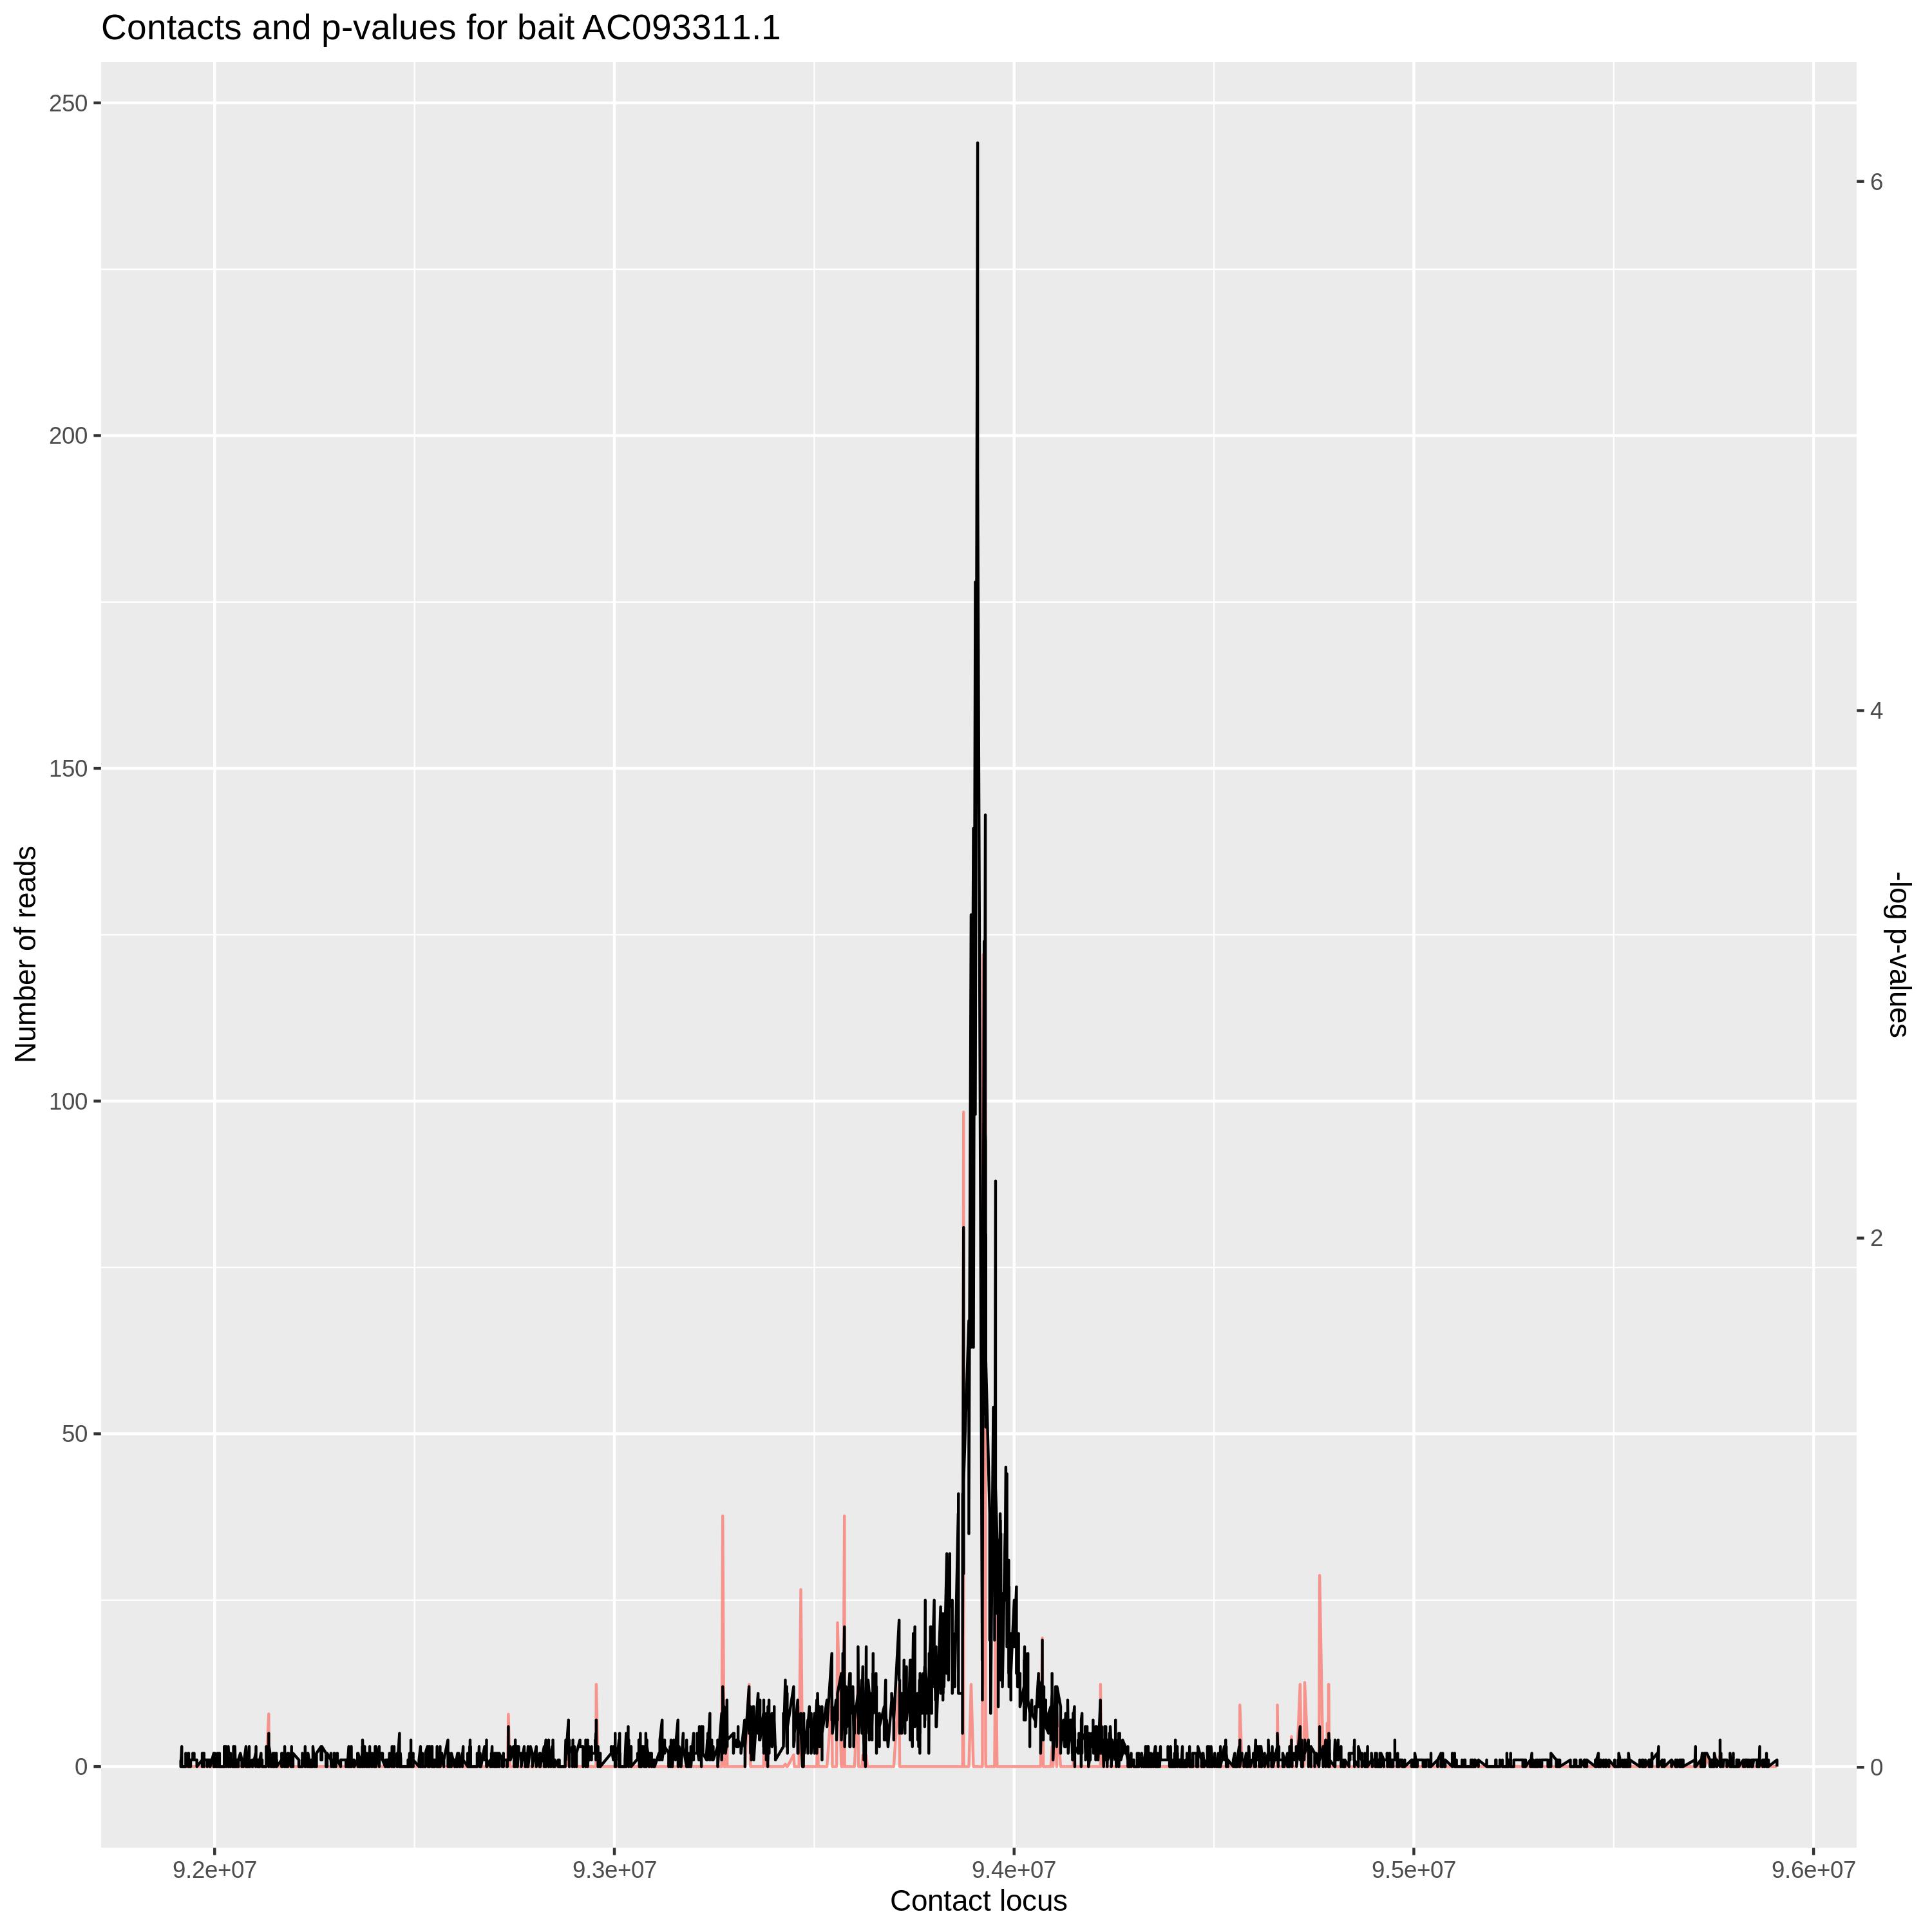 Contacts and p-values for bait AC093311.1
250
200
150
100
50
0
Number of reads
6
4
2
0
-log p-values
9.2e+07 9.3e+07 9.4e+07 9.5e+07 9.6e+07
Contact locus